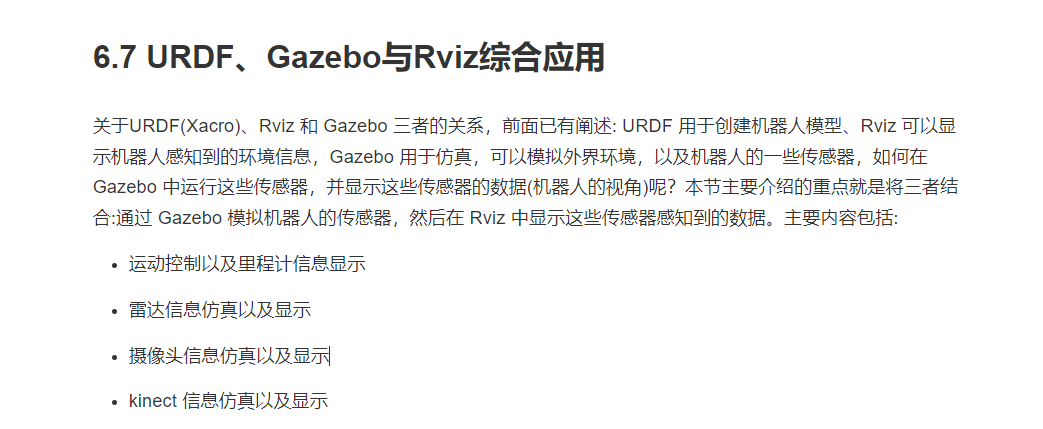 6.7 URDF、Gazebo与Rviz综合应用
关于URDF(Xacro)、Rviz 和 Gazebo 三者的关系，前面已有阐述: URDF 用于创建机器人模型、Rviz 可以显
示机器人感知到的环境信息，Gazebo 用于仿真，可以模拟外界环境，以及机器人的一些传感器，如何在
Gazebo 中运行这些传感器，并显示这些传感器的数据(机器人的视角)呢？本节主要介绍的重点就是将三者结
合:通过 Gazebo 模拟机器人的传感器，然后在 Rviz 中显示这些传感器感知到的数据。主要内容包括:
• 运动控制以及里程计信息显示
• 雷达信息仿真以及显示
• 摄像头信息仿真以及显示
• kinect 信息仿真以及显示